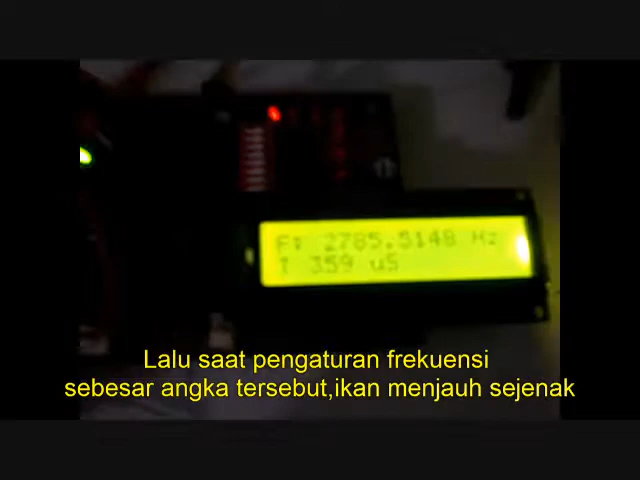 F: 2785.5148 Hz
T 359 uS
Lalu saat pengaturan frekuensi
sebesar angka tersebut,ikan menjauh sejenak